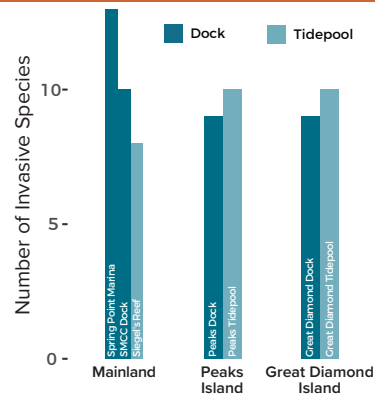 Dock
Tidepool
Number of Invasive Species
10
5
0
Spring Point Marina
SMCC Dock
Siegel's Reef
Peaks Dock
Peaks Tidepool
Great Diamond Dock
Great Diamond Tidepool
Mainland
Peaks
Island
Great Diamond
Island